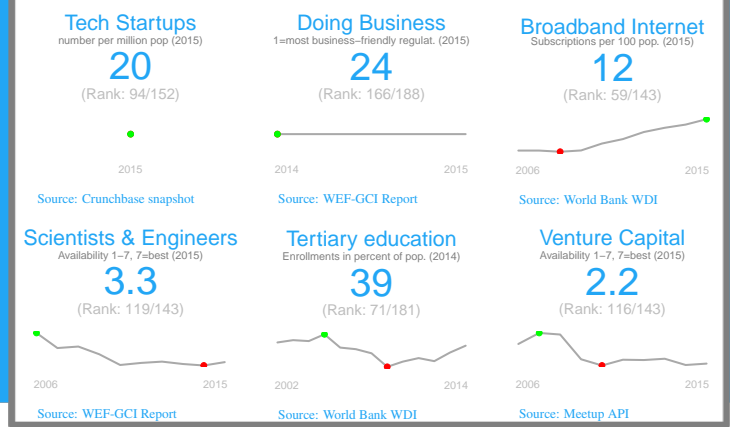 Tech Startups
number per million pop (2015)
20
(Rank: 94/152)
2015
Source: Crunchbase snapshot
Doing Business
1=most business−friendly regulat. (2015)
24
(Rank: 166/188)
2014 2015
Source: WEF-GCI Report
Broadband Internet
Subscriptions per 100 pop. (2015)
12
(Rank: 59/143)
2006 2015
Source: World Bank WDI
Scientists & Engineers
Availability 1−7, 7=best (2015)
3.3
(Rank: 119/143)
2006 2015
Source: WEF-GCI Report
Tertiary education
Enrollments in percent of pop. (2014)
39
(Rank: 71/181)
2002 2014
Source: World Bank WDI
Venture Capital
Availability 1−7, 7=best (2015)
2.2
(Rank: 116/143)
2006 2015
Source: Meetup API